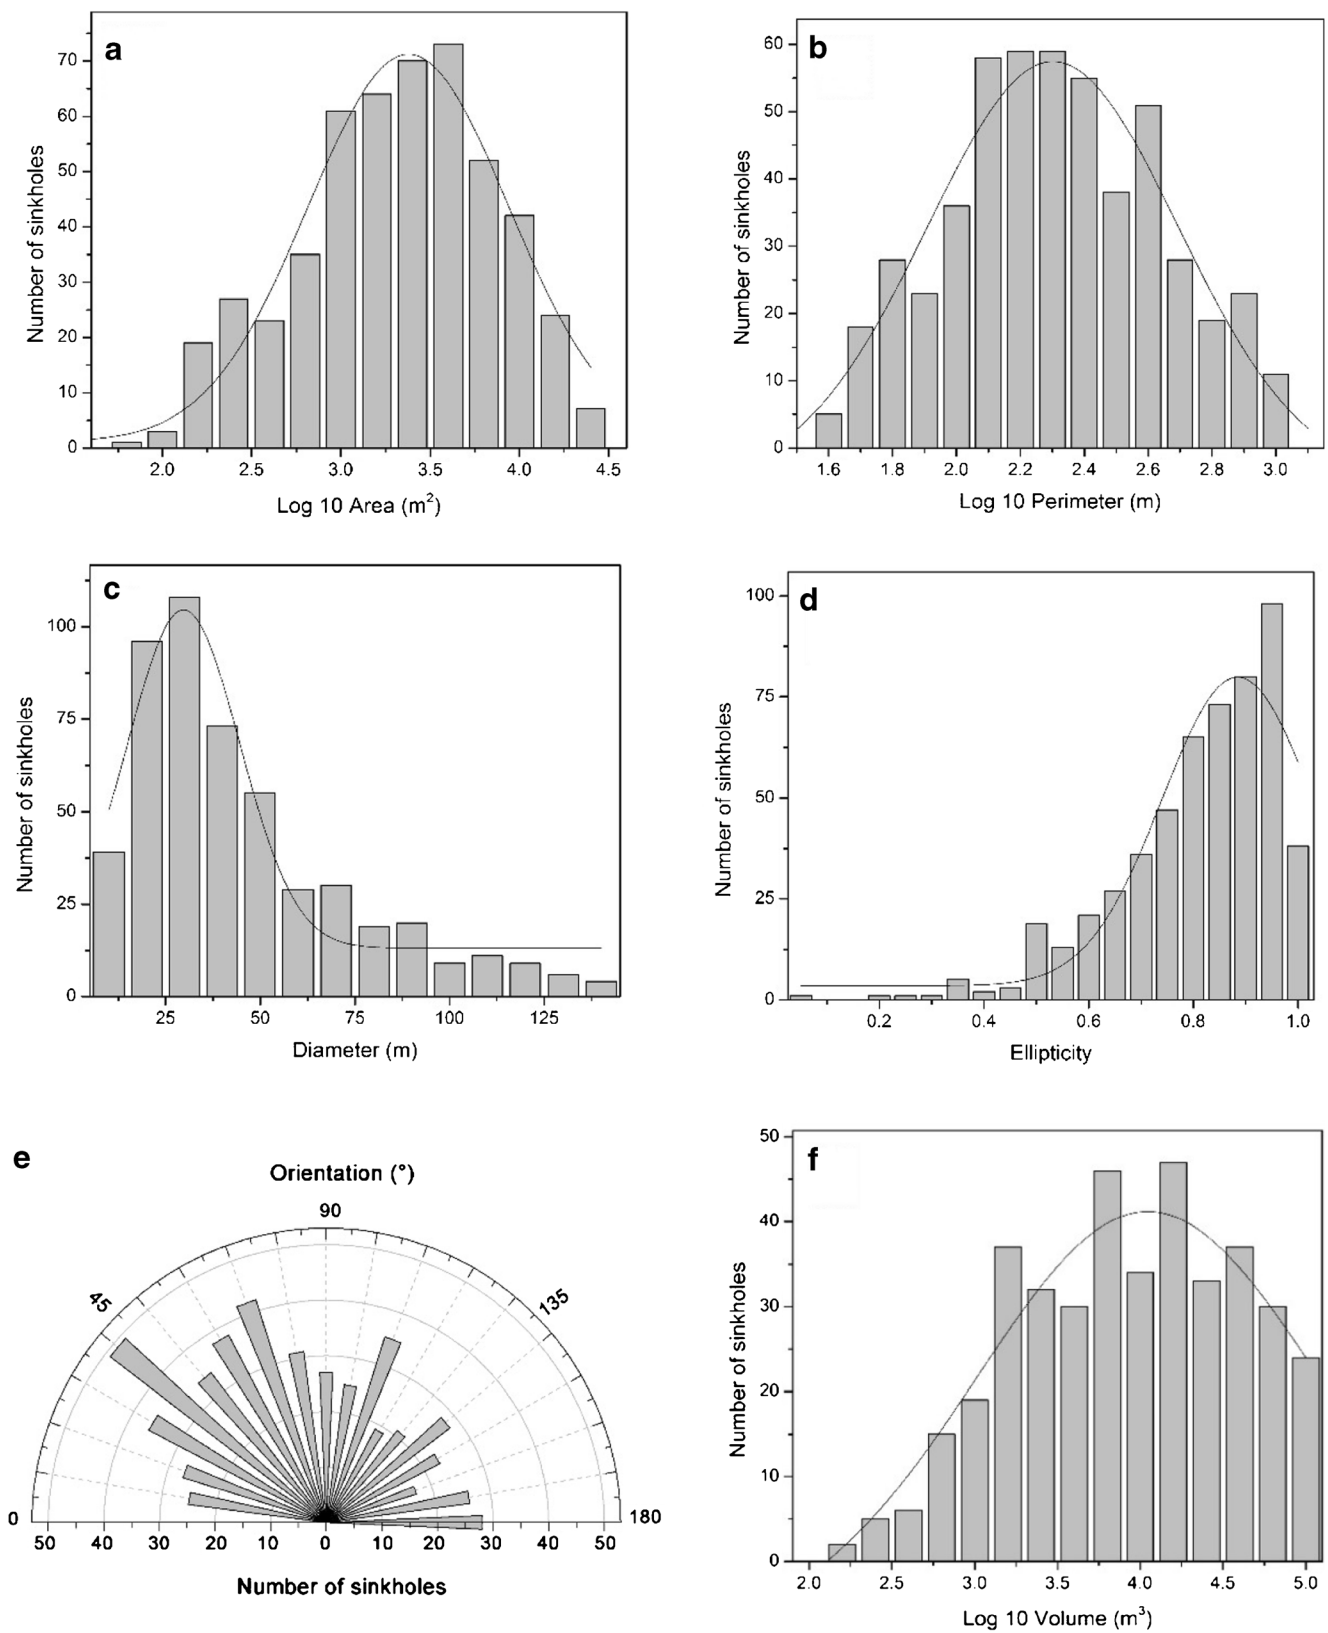 a
70
60
50
40
30
20
10
0
Number of sinkholes
2.0 2.5 3.0 3.5 4.0 4.5
Log 10 Area (m²)
b
60
50
40
30
20
10
0
Number of sinkholes
1.6 1.8 2.0 2.2 2.4 2.6 2.8 3.0
Log 10 Perimeter (m)
c
100
75
50
25
0
Number of sinkholes
25 50 75 100 125
Diameter (m)
d
100
75
50
25
0
Number of sinkholes
0.2 0.4 0.6 0.8 1.0
Ellipticity
e
Orientation (°)
90
45
135
0
180
50 40 30 20 10 0 10 20 30 40 50
Number of sinkholes
f
50
40
30
20
10
0
Number of sinkholes
2.0 2.5 3.0 3.5 4.0 4.5 5.0
Log 10 Volume (m³)